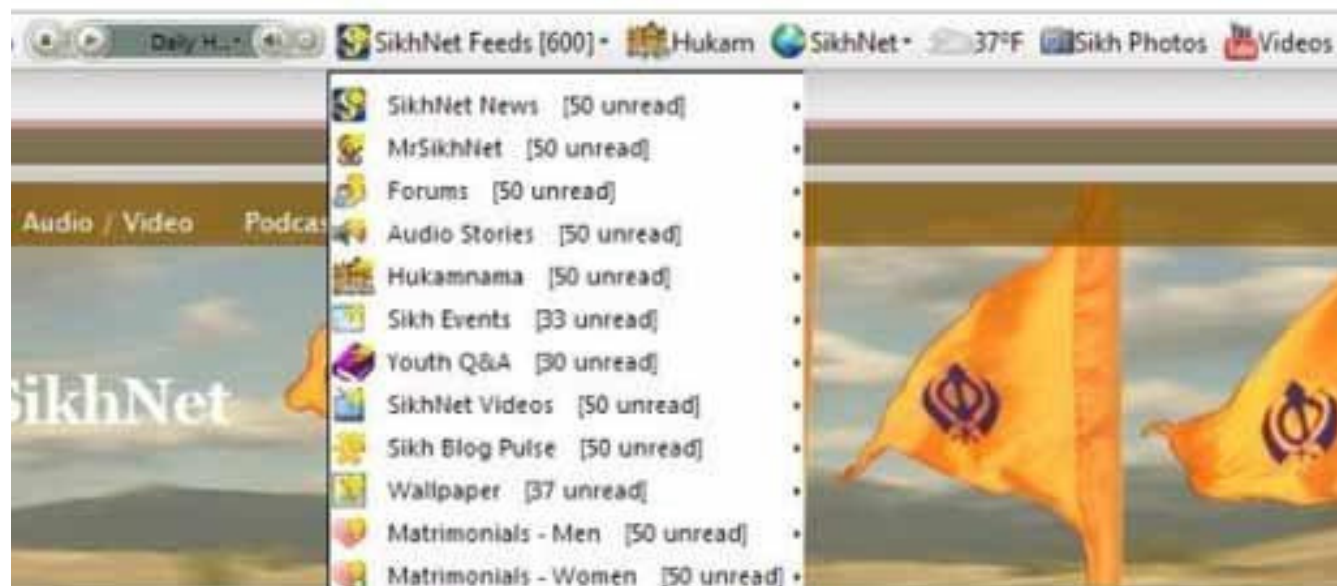 Daily H... SikhNet Feeds [600] Hukam SikhNet 37°F Sikh Photos Videos
SikhNet News [50 unread]
MrSikhNet [50 unread]
Forums [50 unread]
Audio / Video Podcas
Audio Stories [50 unread]
Hukamnama [50 unread]
Sikh Events [33 unread]
Youth Q&A [30 unread]
SikhNet
SikhNet Videos [50 unread]
Sikh Blog Pulse [50 unread]
Wallpaper [37 unread]
Matrimonials - Men [50 unread]
Matrimonials - Women [50 unread]